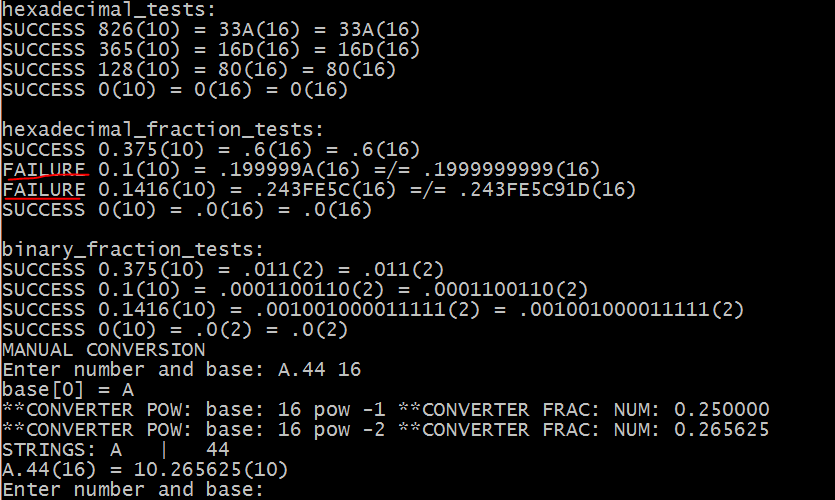 hexadecimal_tests:
SUCCESS 826(10) = 33A(16) = 33A(16)
SUCCESS 365(10) = 16D(16) = 16D(16)
SUCCESS 128(10) = 80(16) = 80(16)
SUCCESS 0(10) = 0(16) = 0(16)
hexadecimal_fraction_tests:
SUCCESS 0.375(10) = .6(16) = .6(16)
FAILURE 0.1(10) = .199999A(16) =/= .1999999999(16)
FAILURE 0.1416(10) = .243FE5C(16) =/= .243FE5C91D(16)
SUCCESS 0(10) = .0(16) = .0(16)
binary_fraction_tests:
SUCCESS 0.375(10) = .011(2) = .011(2)
SUCCESS 0.1(10) = .0001100110(2) = .0001100110(2)
SUCCESS 0.1416(10) = .001001000011111(2) = .001001000011111(2)
SUCCESS 0(10) = .0(2) = .0(2)
MANUAL CONVERSION
Enter number and base: A.44 16
base[0] = A
**CONVERTER POW: base: 16 pow -1 **CONVERTER FRAC: NUM: 0.250000
**CONVERTER POW: base: 16 pow -2 **CONVERTER FRAC: NUM: 0.265625
STRINGS: A   |   44
A.44(16) = 10.265625(10)
Enter number and base: